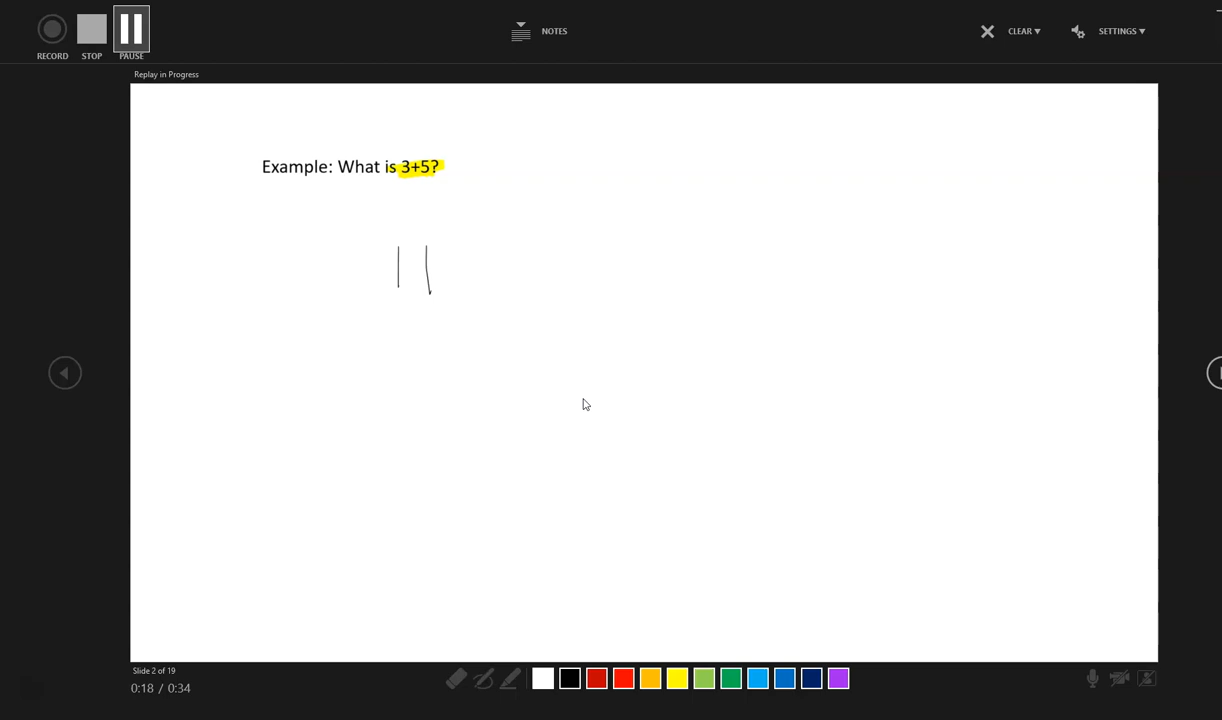 RECORD STOP PAUSE NOTES CLEAR SETTINGS
Replay in Progress
Example: What is 3+5?
Slide 2 of 19
0:18 / 0:34